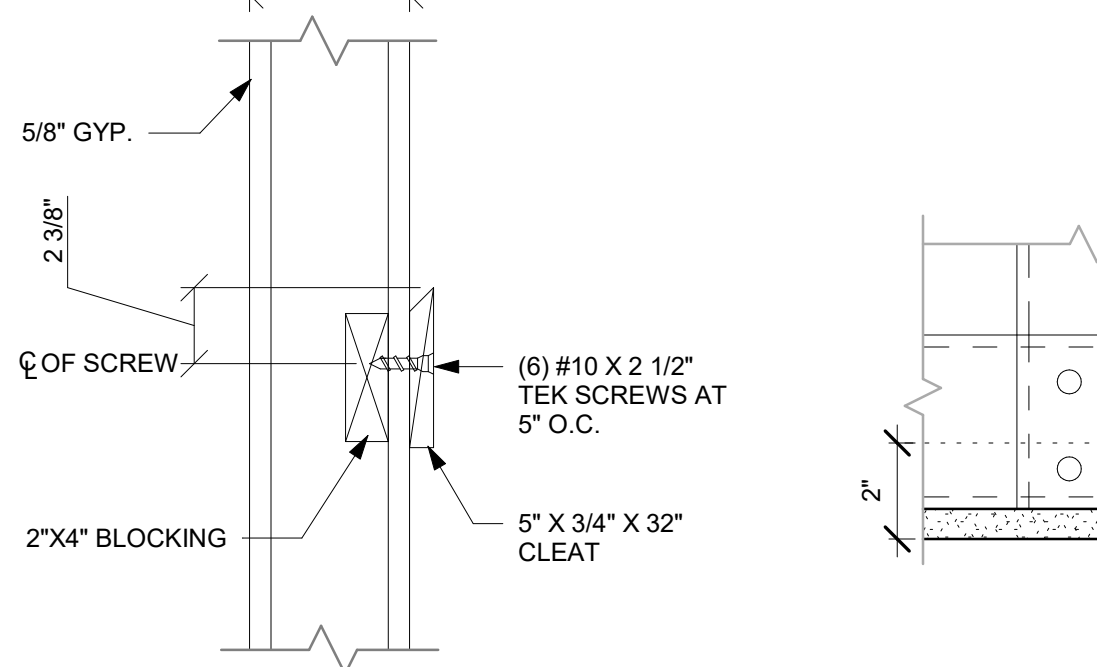 5/8" GYP.
2 3/8"
℄ OF SCREW
(6) #10 X 2 1/2"
TEK SCREWS AT
5" O.C.
2"X4" BLOCKING
5" X 3/4" X 32"
CLEAT
2"